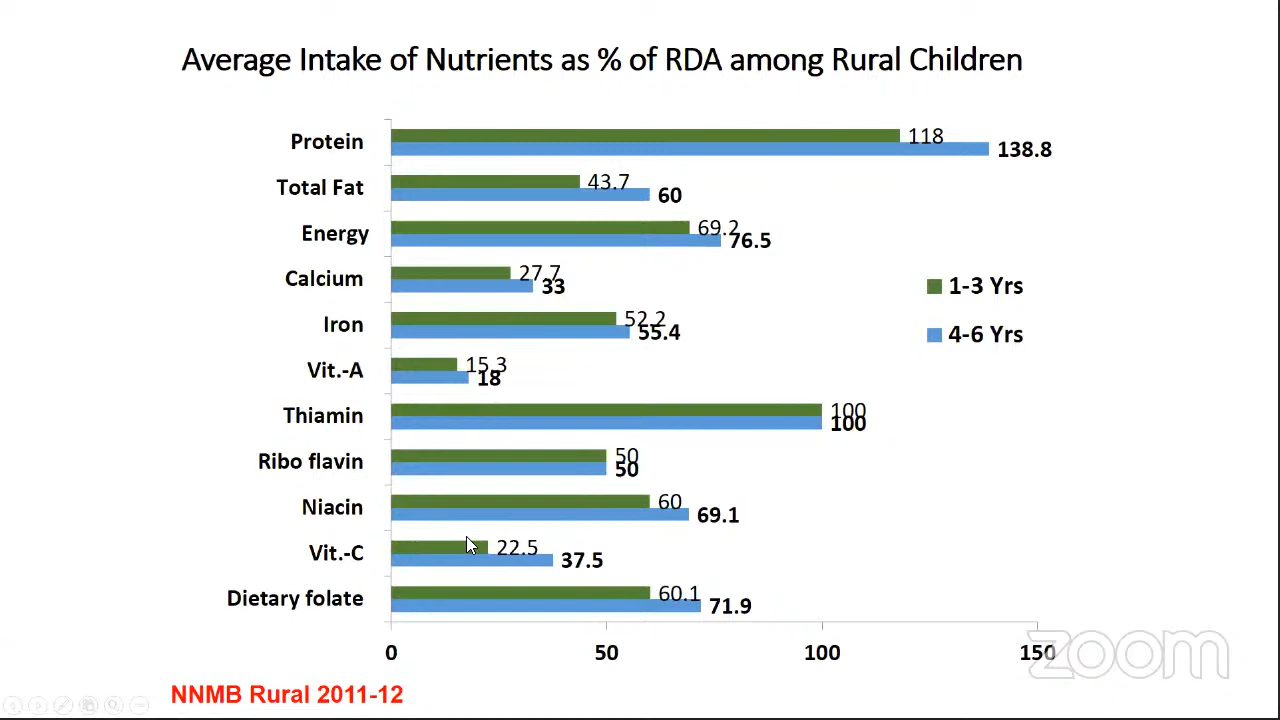 Average Intake of Nutrients as % of RDA among Rural Children
Protein 118 138.8
Total Fat 43.7 60
Energy 69.2 76.5
Calcium 27.7 33
Iron 52.2 55.4
Vit.-A 15.3 18
Thiamin 100 100
Ribo flavin 50 50
Niacin 60 69.1
Vit.-C 22.5 37.5
Dietary folate 60.1 71.9
1-3 Yrs
4-6 Yrs
0 50 100 150
zoom
NNMB Rural 2011-12